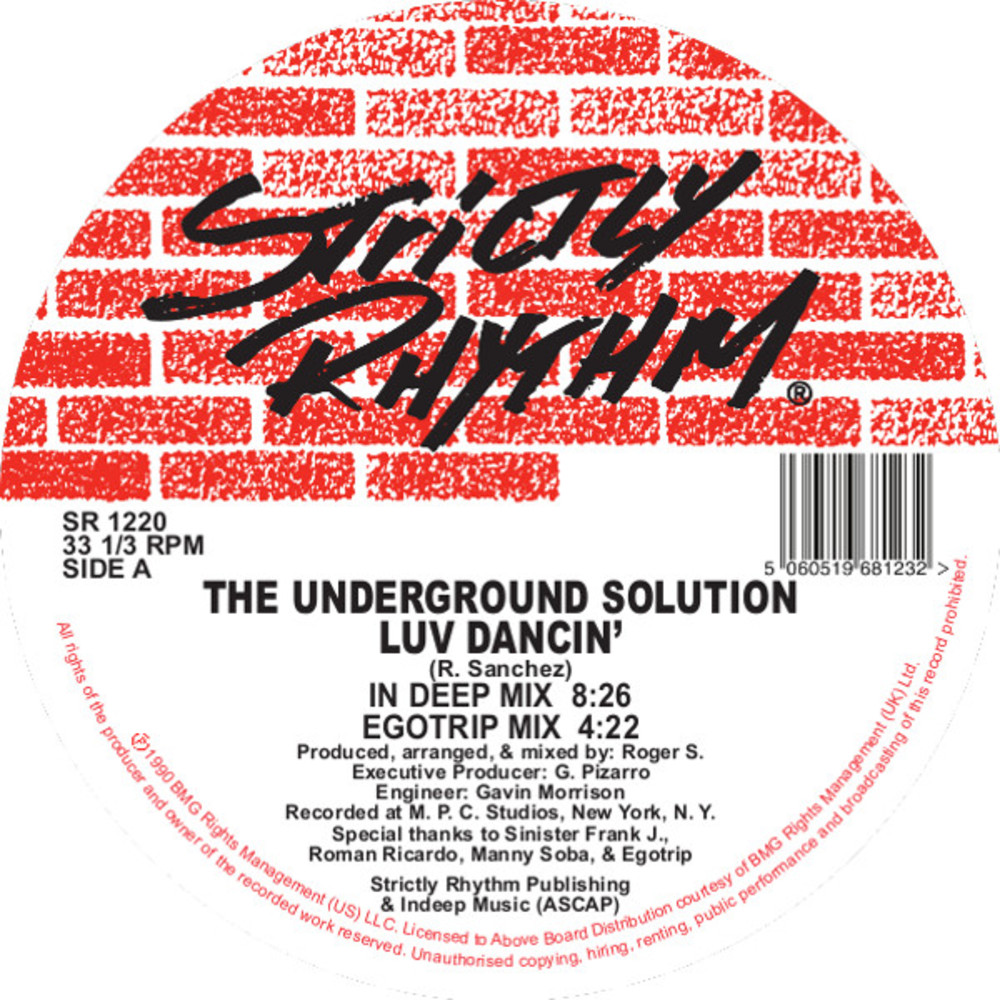 Strictly
Rhythm ®
SR 1220
33 1/3 RPM
SIDE A
5 060519 681232 >
THE UNDERGROUND SOLUTION
LUV DANCIN’
(R. Sanchez)
IN DEEP MIX 8:26
EGOTRIP MIX 4:22
Produced, arranged, & mixed by: Roger S.
Executive Producer: G. Pizarro
Engineer: Gavin Morrison
Recorded at M. P. C. Studios, New York, N. Y.
Special thanks to Sinister Frank J.,
Roman Ricardo, Manny Soba, & Egotrip
Strictly Rhythm Publishing
& Indeep Music (ASCAP)
℗1990 BMG Rights Management (US) LLC. Licensed to Above Board Distribution courtesy of BMG Rights Management (UK) Ltd.
All rights of the producer and owner of the recorded work reserved. Unauthorised copying, hiring, renting, public performance and broadcasting of this record prohibited.